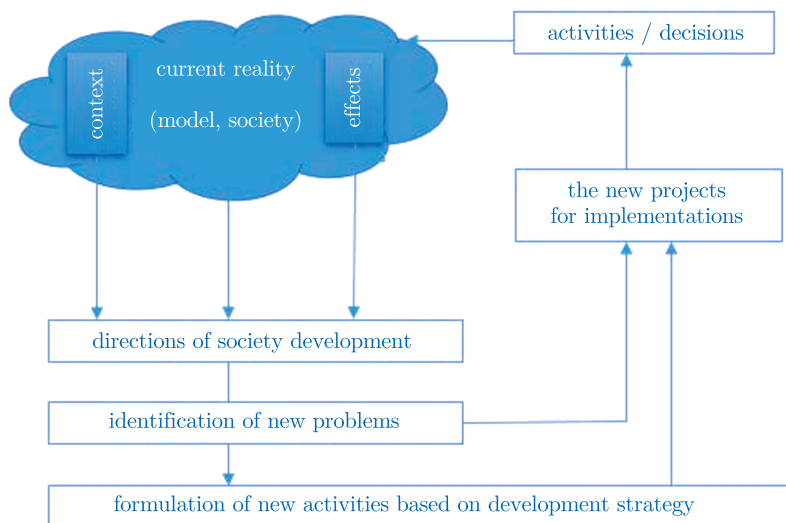 activities / decisions
current reality
(model, society)
context
effects
the new projects
for implementations
directions of society development
identification of new problems
formulation of new activities based on development strategy